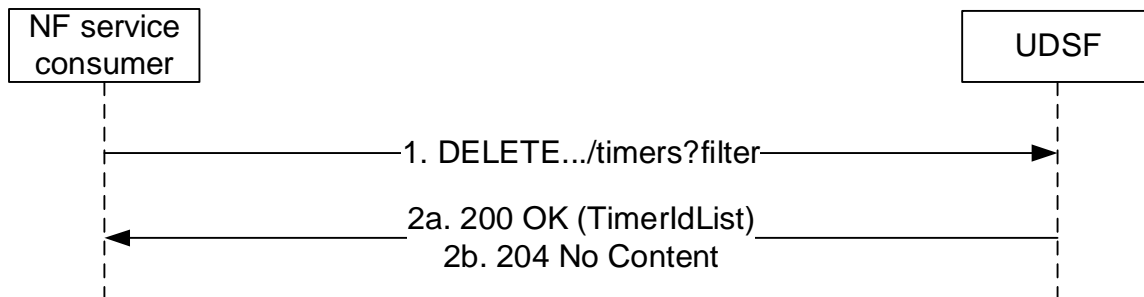 NF service
consumer
UDSF
1. DELETE.../timers?filter
2a. 200 OK (TimerIdList)
2b. 204 No Content